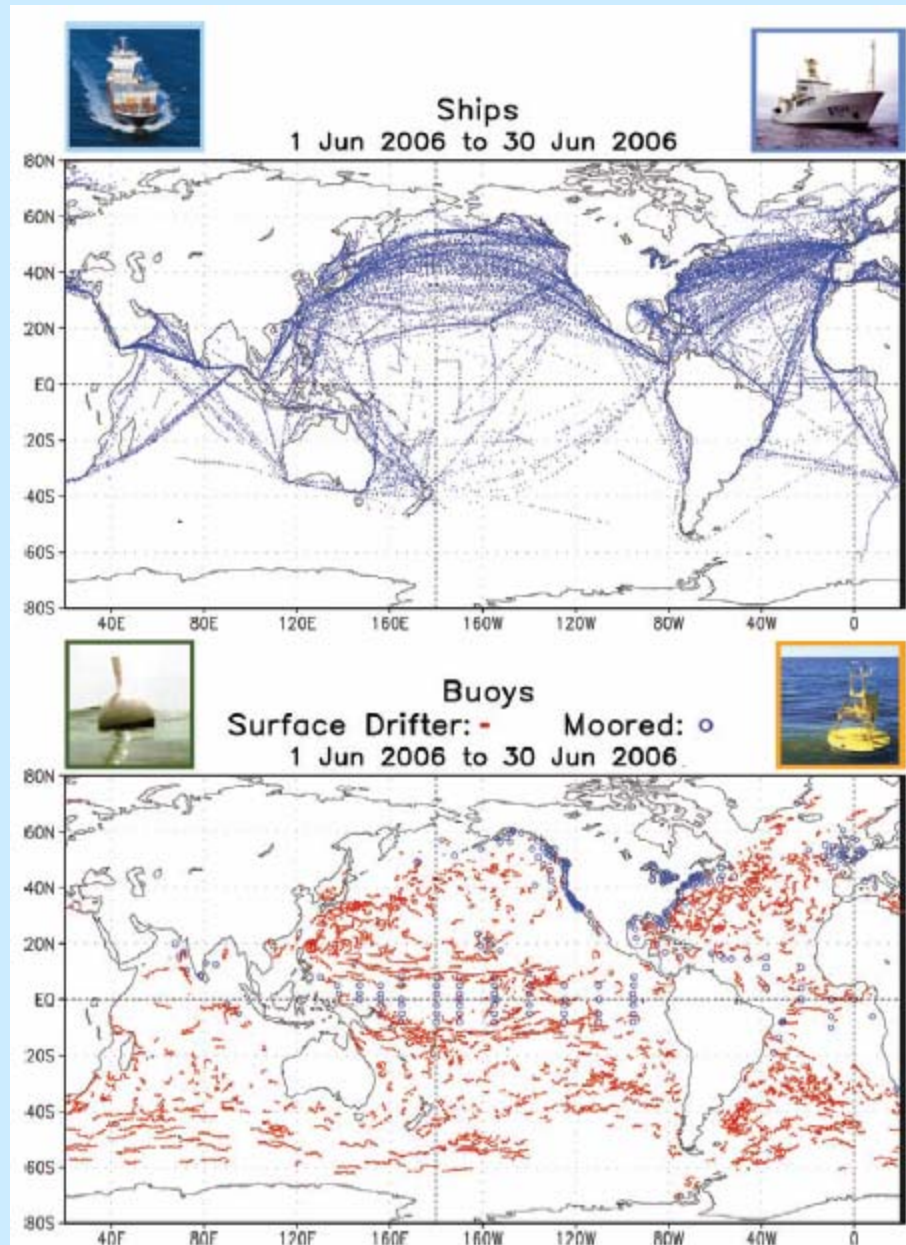 Ships
1 Jun 2006 to 30 Jun 2006
80N
60N
40N
20N
EQ
20S
40S
60S
80S
40E 80E 120E 160E 160W 120W 80W 40W 0
Buoys
Surface Drifter: - Moored: o
1 Jun 2006 to 30 Jun 2006
80N
60N
40N
20N
EQ
20S
40S
60S
80S
40E 80E 120E 160E 160W 120W 80W 40W 0